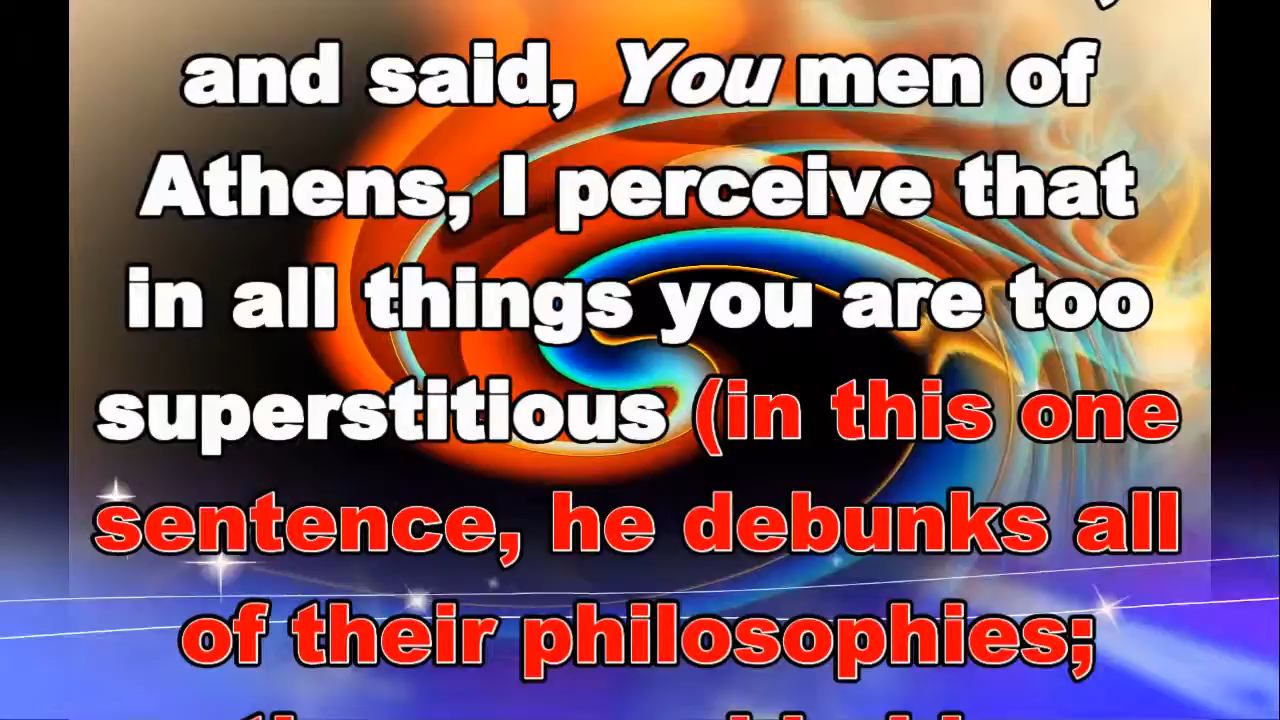 and said, You men of
Athens, I perceive that
in all things you are too
superstitious (in this one
sentence, he debunks all
of their philosophies;